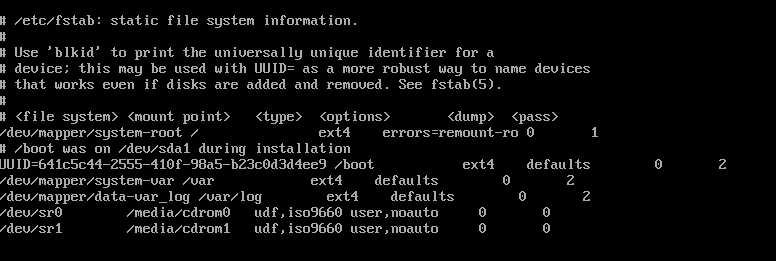 # /etc/fstab: static file system information.
#
# Use 'blkid' to print the universally unique identifier for a
# device; this may be used with UUID= as a more robust way to name devices
# that works even if disks are added and removed. See fstab(5).
#
# <file system> <mount point>   <type>  <options>       <dump>  <pass>
/dev/mapper/system-root /               ext4    errors=remount-ro 0       1
# /boot was on /dev/sda1 during installation
UUID=641c5c44-2555-410f-98a5-b23c0d3d4ee9 /boot           ext4    defaults        0       2
/dev/mapper/system-var /var            ext4    defaults        0       2
/dev/mapper/data-var_log /var/log        ext4    defaults        0       2
/dev/sr0        /media/cdrom0   udf,iso9660 user,noauto     0       0
/dev/sr1        /media/cdrom1   udf,iso9660 user,noauto     0       0